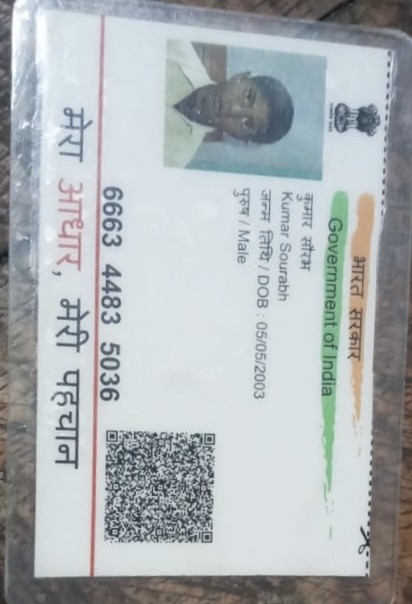 भारत सरकार
Government of India
कुमार सौरभ
Kumar Sourabh
जन्म तिथि / DOB : 05/05/2003
पुरुष / Male
6663 4483 5036
मेरा आधार, मेरी पहचान